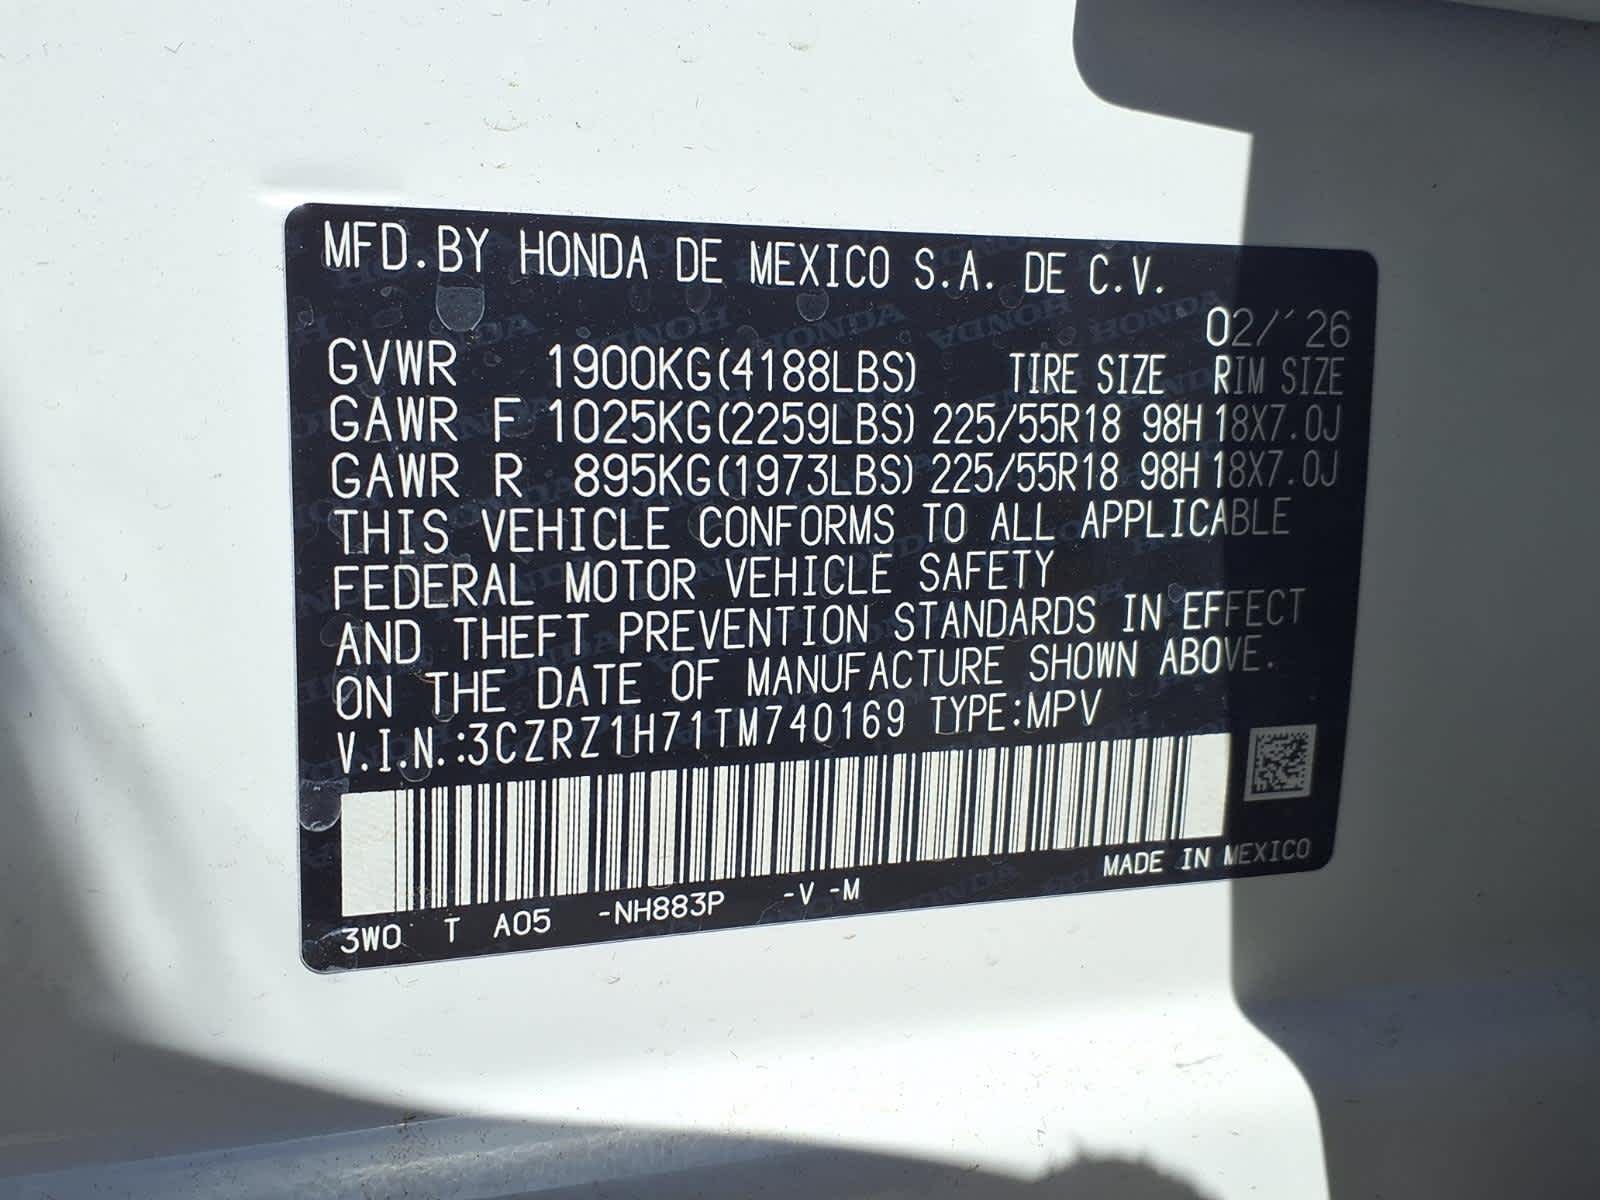 MFD.BY HONDA DE MEXICO S.A. DE C.V.
02/'26
GVWR 1900KG(4188LBS) TIRE SIZE RIM SIZE
GAWR F 1025KG(2259LBS) 225/55R18 98H 18X7.0J
GAWR R 895KG(1973LBS) 225/55R18 98H 18X7.0J
THIS VEHICLE CONFORMS TO ALL APPLICABLE
FEDERAL MOTOR VEHICLE SAFETY
AND THEFT PREVENTION STANDARDS IN EFFECT
ON THE DATE OF MANUFACTURE SHOWN ABOVE.
V.I.N.:3CZRZ1H71TM740169 TYPE:MPV
MADE IN MEXICO
3W0 T A05 -NH883P -V -M